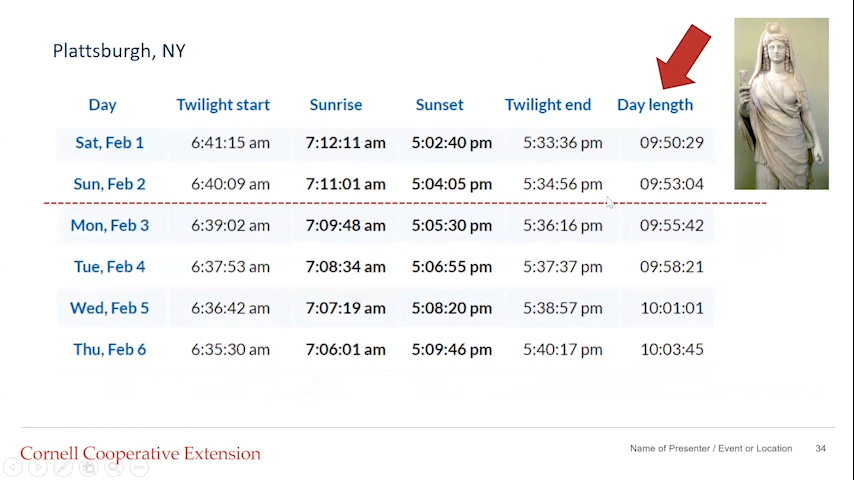 Plattsburgh, NY
Day Twilight start Sunrise Sunset Twilight end Day length
Sat, Feb 1 6:41:15 am 7:12:11 am 5:02:40 pm 5:33:36 pm 09:50:29
Sun, Feb 2 6:40:09 am 7:11:01 am 5:04:05 pm 5:34:56 pm 09:53:04
Mon, Feb 3 6:39:02 am 7:09:48 am 5:05:30 pm 5:36:16 pm 09:55:42
Tue, Feb 4 6:37:53 am 7:08:34 am 5:06:55 pm 5:37:37 pm 09:58:21
Wed, Feb 5 6:36:42 am 7:07:19 am 5:08:20 pm 5:38:57 pm 10:01:01
Thu, Feb 6 6:35:30 am 7:06:01 am 5:09:46 pm 5:40:17 pm 10:03:45
Cornell Cooperative Extension
Name of Presenter / Event or Location 34